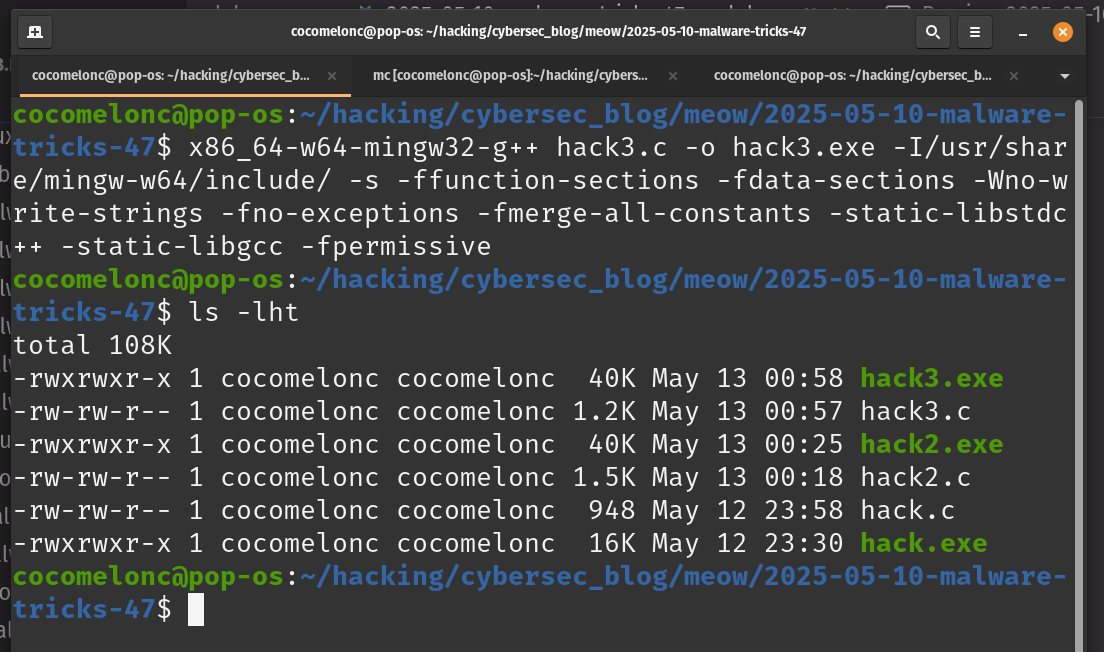 cocomelonc@pop-os: ~/hacking/cybersec_blog/meow/2025-05-10-malware-tricks-47
cocomelonc@pop-os: ~/hacking/cybersec_b...
mc [cocomelonc@pop-os]:~/hacking/cybers...
cocomelonc@pop-os: ~/hacking/cybersec_b...
cocomelonc@pop-os:~/hacking/cybersec_blog/meow/2025-05-10-malware-
tricks-47$ x86_64-w64-mingw32-g++ hack3.c -o hack3.exe -I/usr/shar
e/mingw-w64/include/ -s -ffunction-sections -fdata-sections -Wno-w
rite-strings -fno-exceptions -fmerge-all-constants -static-libstdc
++ -static-libgcc -fpermissive
cocomelonc@pop-os:~/hacking/cybersec_blog/meow/2025-05-10-malware-
tricks-47$ ls -lht
total 108K
-rwxrwxr-x 1 cocomelonc cocomelonc  40K May 13 00:58 hack3.exe
-rw-rw-r-- 1 cocomelonc cocomelonc 1.2K May 13 00:57 hack3.c
-rwxrwxr-x 1 cocomelonc cocomelonc  40K May 13 00:25 hack2.exe
-rw-rw-r-- 1 cocomelonc cocomelonc 1.5K May 13 00:18 hack2.c
-rw-rw-r-- 1 cocomelonc cocomelonc  948 May 12 23:58 hack.c
-rwxrwxr-x 1 cocomelonc cocomelonc  16K May 12 23:30 hack.exe
cocomelonc@pop-os:~/hacking/cybersec_blog/meow/2025-05-10-malware-
tricks-47$